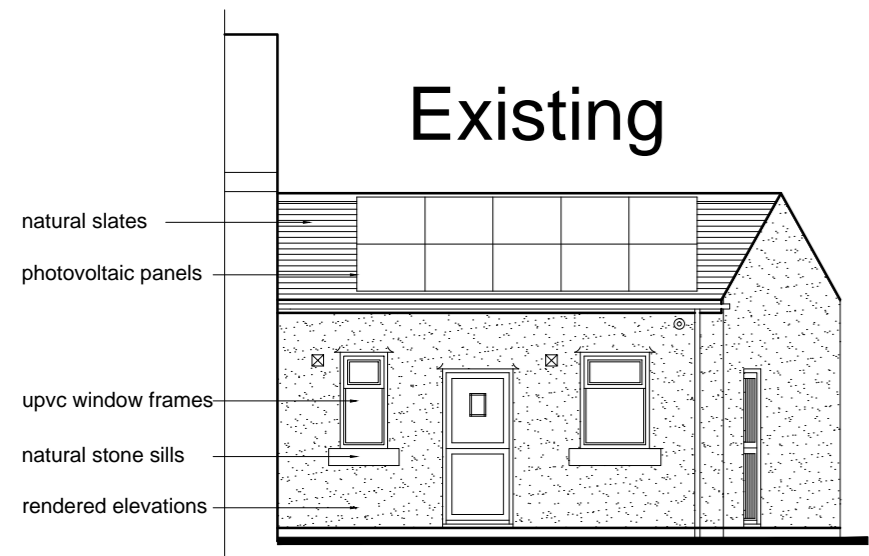 Existing
natural slates
photovoltaic panels
upvc window frames
natural stone sills
rendered elevations